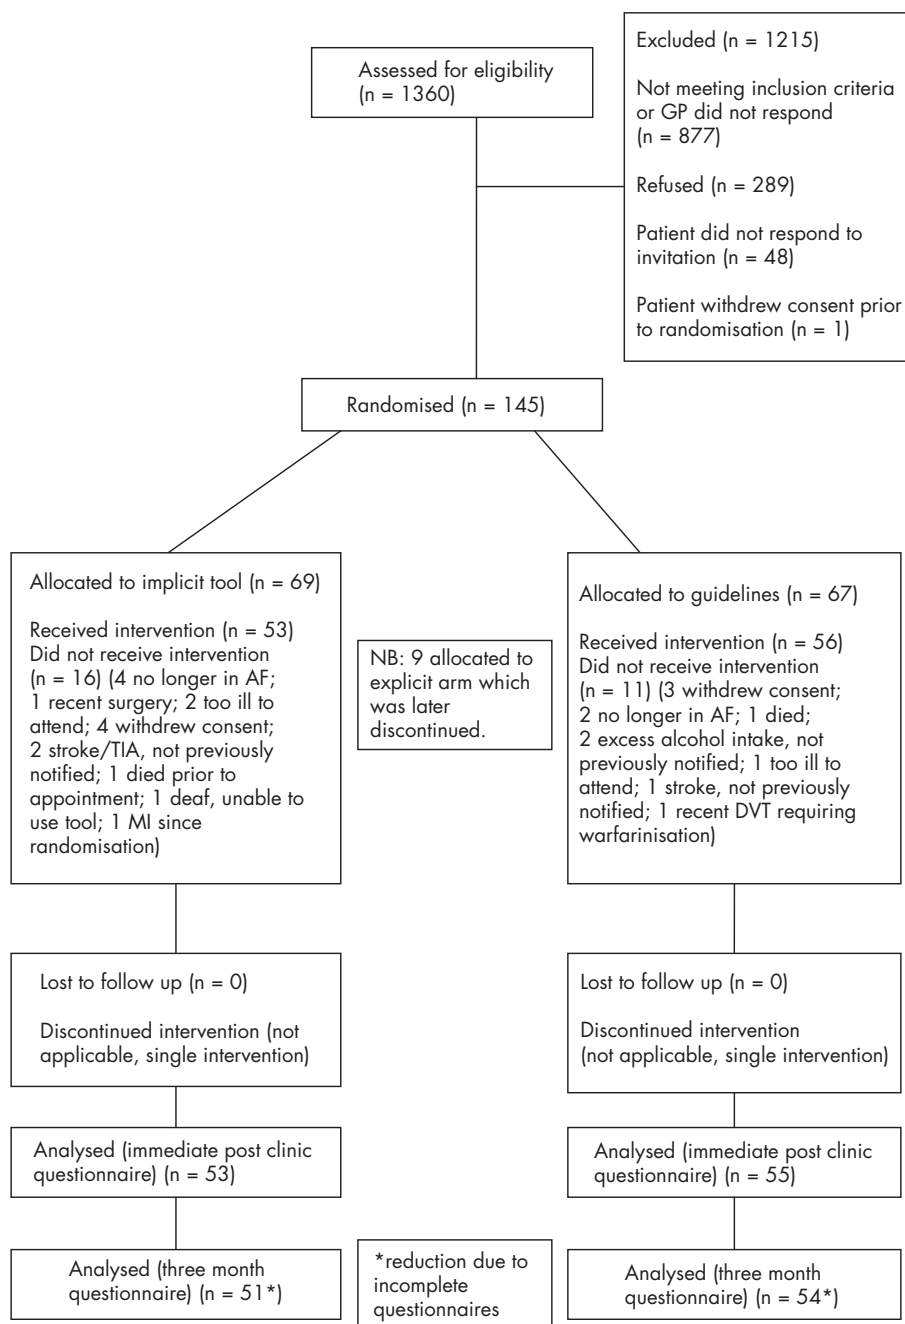 Assessed for eligibility
(n = 1360)
Excluded (n = 1215)
Not meeting inclusion criteria
or GP did not respond
(n = 877)
Refused (n = 289)
Patient did not respond to
invitation (n = 48)
Patient withdrew consent prior
to randomisation (n = 1)
Randomised (n = 145)
Allocated to implicit tool (n = 69)
Received intervention (n = 53)
Did not receive intervention
(n = 16) (4 no longer in AF;
1 recent surgery; 2 too ill to
attend; 4 withdrew consent;
2 stroke/TIA, not previously
notified; 1 died prior to
appointment; 1 deaf, unable to
use tool; 1 MI since
randomisation)
NB: 9 allocated to
explicit arm which
was later
discontinued.
Allocated to guidelines (n = 67)
Received intervention (n = 56)
Did not receive intervention
(n = 11) (3 withdrew consent;
2 no longer in AF; 1 died;
2 excess alcohol intake, not
previously notified; 1 too ill to
attend; 1 stroke, not previously
notified; 1 recent DVT requiring
warfarinisation)
Lost to follow up (n = 0)
Discontinued intervention (not
applicable, single intervention)
Lost to follow up (n = 0)
Discontinued intervention
(not applicable, single intervention)
Analysed (immediate post clinic
questionnaire) (n = 53)
Analysed (immediate post clinic
questionnaire) (n = 55)
Analysed (three month
questionnaire) (n = 51*)
*reduction due to
incomplete
questionnaires
Analysed (three month
questionnaire) (n = 54*)